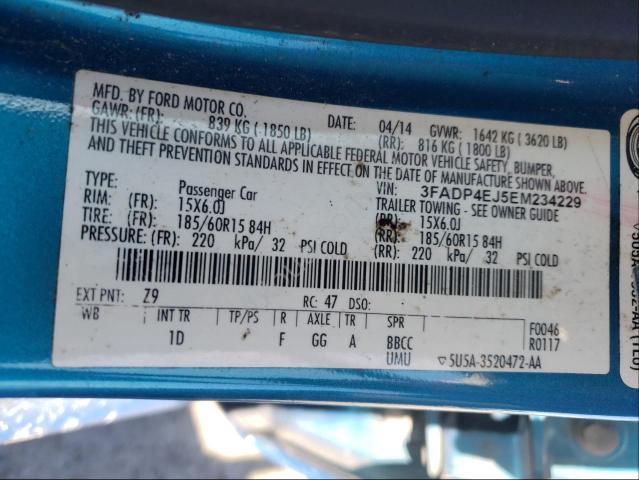 MFD. BY FORD MOTOR CO.
DATE: 04/14 GVWR: 1642 KG ( 3620 LB)
GAWR:(FR): 839 KG ( 1850 LB) (RR): 816 KG ( 1800 LB)
THIS VEHICLE CONFORMS TO ALL APPLICABLE FEDERAL MOTOR VEHICLE SAFETY, BUMPER,
AND THEFT PREVENTION STANDARDS IN EFFECT ON THE DATE OF MANUFACTURE SHOWN ABOVE.
VIN: 3FADP4EJ5EM234229
TYPE: Passenger Car TRAILER TOWING - SEE OWNER GUIDE
RIM: (FR): 15X6.0J (RR): 15X6.0J
TIRE: (FR): 185/60R15 84H (RR): 185/60R15 84H
PRESSURE: (FR): 220 kPa/ 32 PSI COLD (RR): 220 kPa/ 32 PSI COLD
EXT PNT: Z9 RC: 47 DSO:
WB INT TR TP/PS R AXLE TR SPR F0046
1D F GG A BBCC R0117
UMU ▽5U5A-3520472-AA